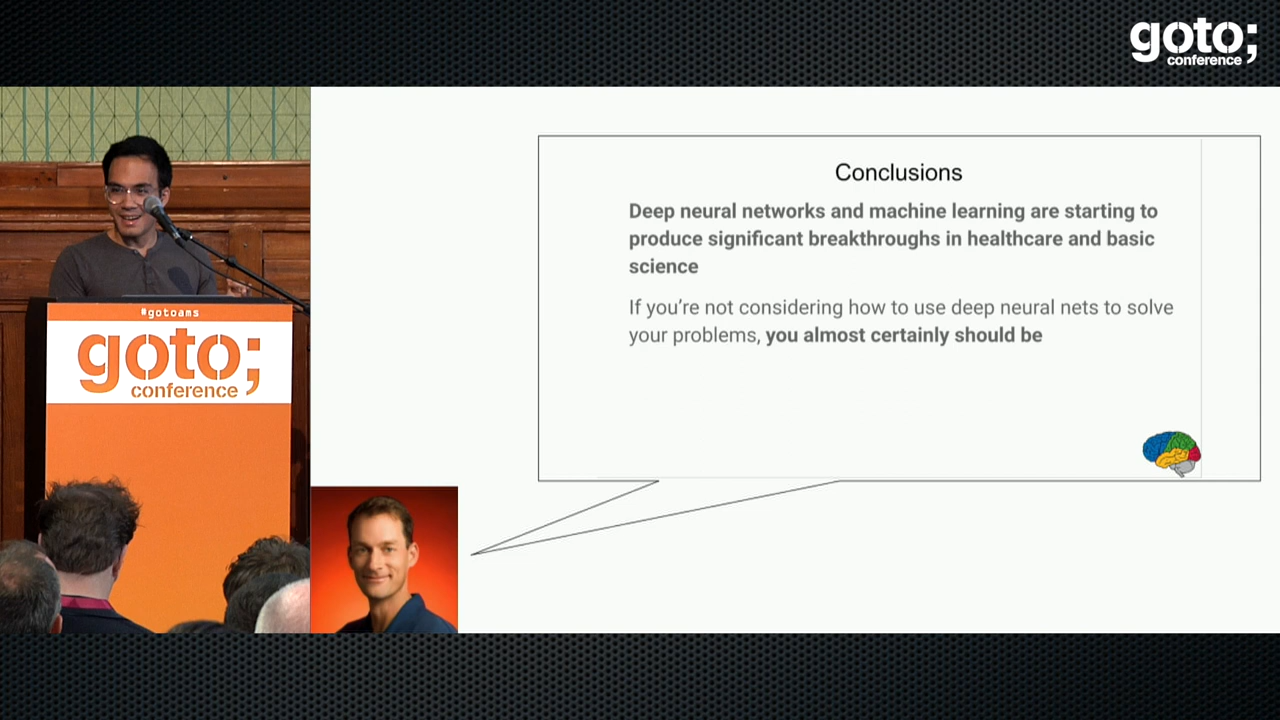 goto;
conference
#gotoams
goto;
conference
Conclusions
Deep neural networks and machine learning are starting to
produce significant breakthroughs in healthcare and basic
science
If you're not considering how to use deep neural nets to solve
your problems, you almost certainly should be